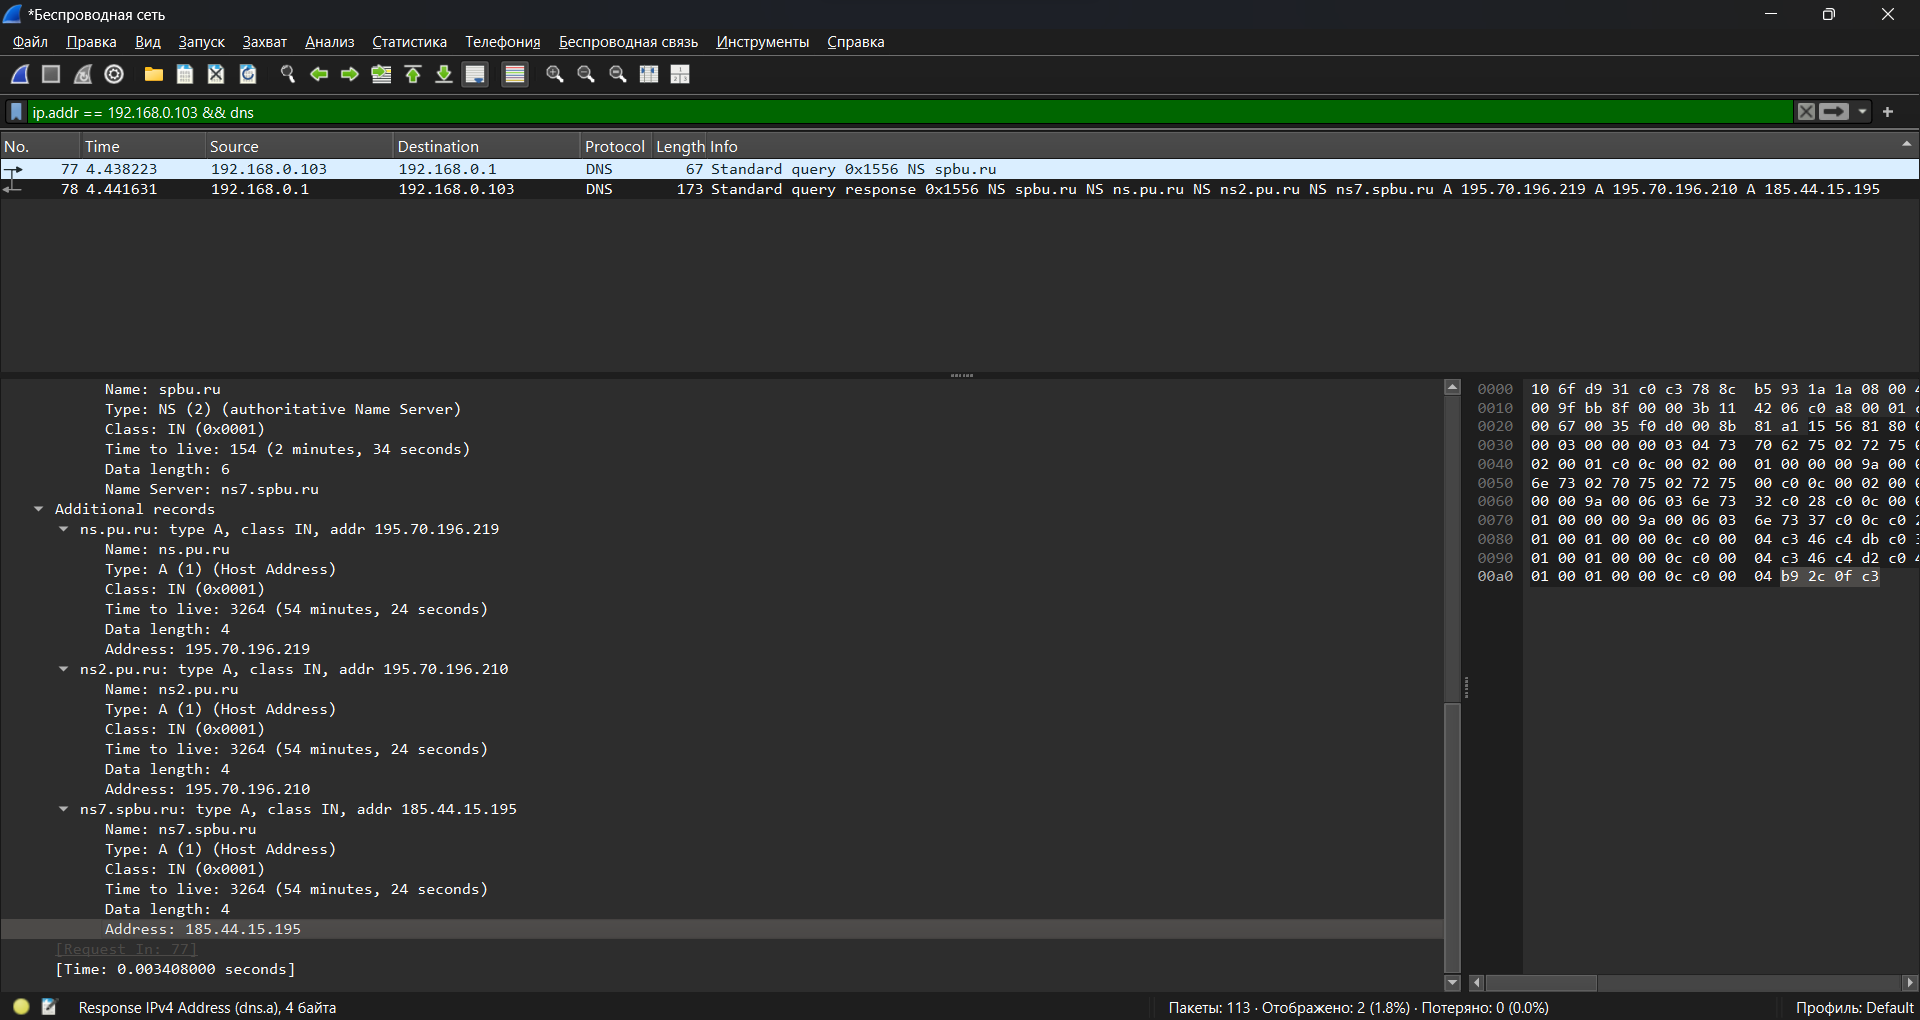 *Беспроводная сеть
Файл Правка Вид Запуск Захват Анализ Статистика Телефония Беспроводная связь Инструменты Справка
ip.addr == 192.168.0.103 && dns
No. Time Source Destination Protocol Length Info
77 4.438223 192.168.0.103 192.168.0.1 DNS 67 Standard query 0x1556 NS spbu.ru
78 4.441631 192.168.0.1 192.168.0.103 DNS 173 Standard query response 0x1556 NS spbu.ru NS ns.pu.ru NS ns2.pu.ru NS ns7.spbu.ru A 195.70.196.219 A 195.70.196.210 A 185.44.15.195
Name: spbu.ru
Type: NS (2) (authoritative Name Server)
Class: IN (0x0001)
Time to live: 154 (2 minutes, 34 seconds)
Data length: 6
Name Server: ns7.spbu.ru
Additional records
ns.pu.ru: type A, class IN, addr 195.70.196.219
Name: ns.pu.ru
Type: A (1) (Host Address)
Class: IN (0x0001)
Time to live: 3264 (54 minutes, 24 seconds)
Data length: 4
Address: 195.70.196.219
ns2.pu.ru: type A, class IN, addr 195.70.196.210
Name: ns2.pu.ru
Type: A (1) (Host Address)
Class: IN (0x0001)
Time to live: 3264 (54 minutes, 24 seconds)
Data length: 4
Address: 195.70.196.210
ns7.spbu.ru: type A, class IN, addr 185.44.15.195
Name: ns7.spbu.ru
Type: A (1) (Host Address)
Class: IN (0x0001)
Time to live: 3264 (54 minutes, 24 seconds)
Data length: 4
Address: 185.44.15.195
[Request In: 77]
[Time: 0.003408000 seconds]
0000 10 6f d9 31 c0 c3 78 8c b5 93 1a 1a 08 00
0010 00 9f bb 8f 00 00 3b 11 42 06 c0 a8 00 01
0020 00 67 00 35 f0 d0 00 8b 81 a1 15 56 81 80
0030 00 03 00 00 00 03 04 73 70 62 75 02 72 75
0040 02 00 01 c0 0c 00 02 00 01 00 00 00 9a 00
0050 6e 73 02 70 75 02 72 75 00 c0 0c 00 02 00
0060 00 00 9a 00 06 03 6e 73 32 c0 28 c0 0c 00
0070 01 00 00 00 9a 00 06 03 6e 73 37 c0 0c c0
0080 01 00 01 00 00 0c c0 00 04 c3 46 c4 db c0
0090 01 00 01 00 00 0c c0 00 04 c3 46 c4 d2 c0
00a0 01 00 01 00 00 0c c0 00 04 b9 2c 0f c3
Response IPv4 Address (dns.a), 4 байта
Пакеты: 113 · Отображено: 2 (1.8%) · Потеряно: 0 (0.0%)
Профиль: Default